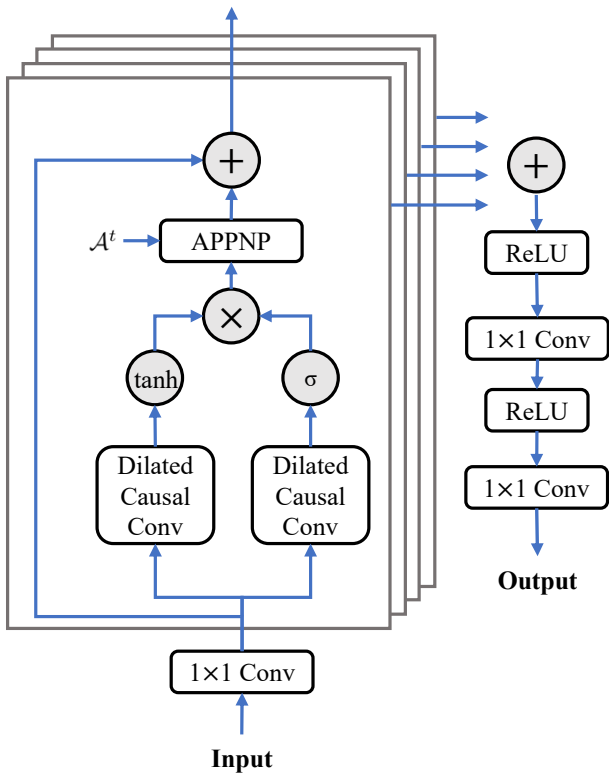 +
+
𝒜ᵗ
APPNP
ReLU
×
1×1 Conv
tanh
σ
ReLU
Dilated
Causal
Conv
Dilated
Causal
Conv
1×1 Conv
Output
1×1 Conv
Input